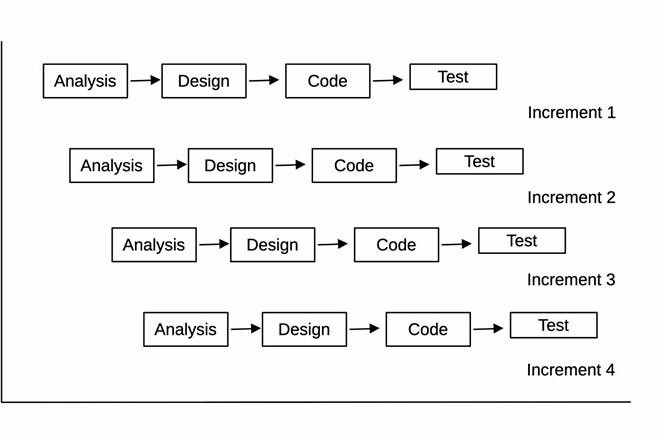 Analysis Design Code Test
Increment 1
Analysis Design Code Test
Increment 2
Analysis Design Code Test
Increment 3
Analysis Design Code Test
Increment 4